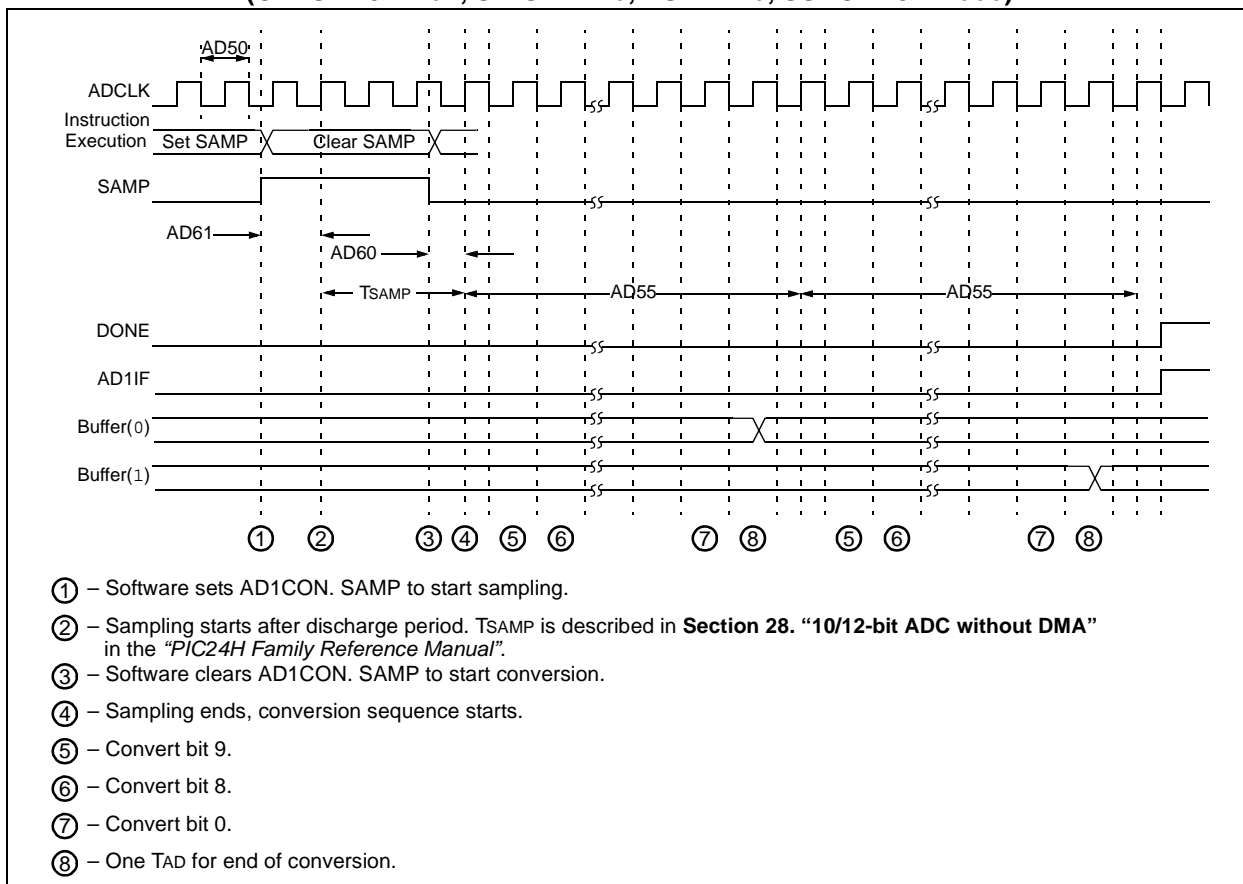 AD50
ADCLK
Instruction
Execution
Set SAMP
Clear SAMP
SAMP
AD61
AD60
TSAMP
AD55
AD55
DONE
AD1IF
Buffer(0)
Buffer(1)
1 2 3 4 5 6 7 8 5 6 7 8
1 – Software sets AD1CON. SAMP to start sampling.
2 – Sampling starts after discharge period. TSAMP is described in Section 28. “10/12-bit ADC without DMA”
in the “PIC24H Family Reference Manual”.
3 – Software clears AD1CON. SAMP to start conversion.
4 – Sampling ends, conversion sequence starts.
5 – Convert bit 9.
6 – Convert bit 8.
7 – Convert bit 0.
8 – One TAD for end of conversion.